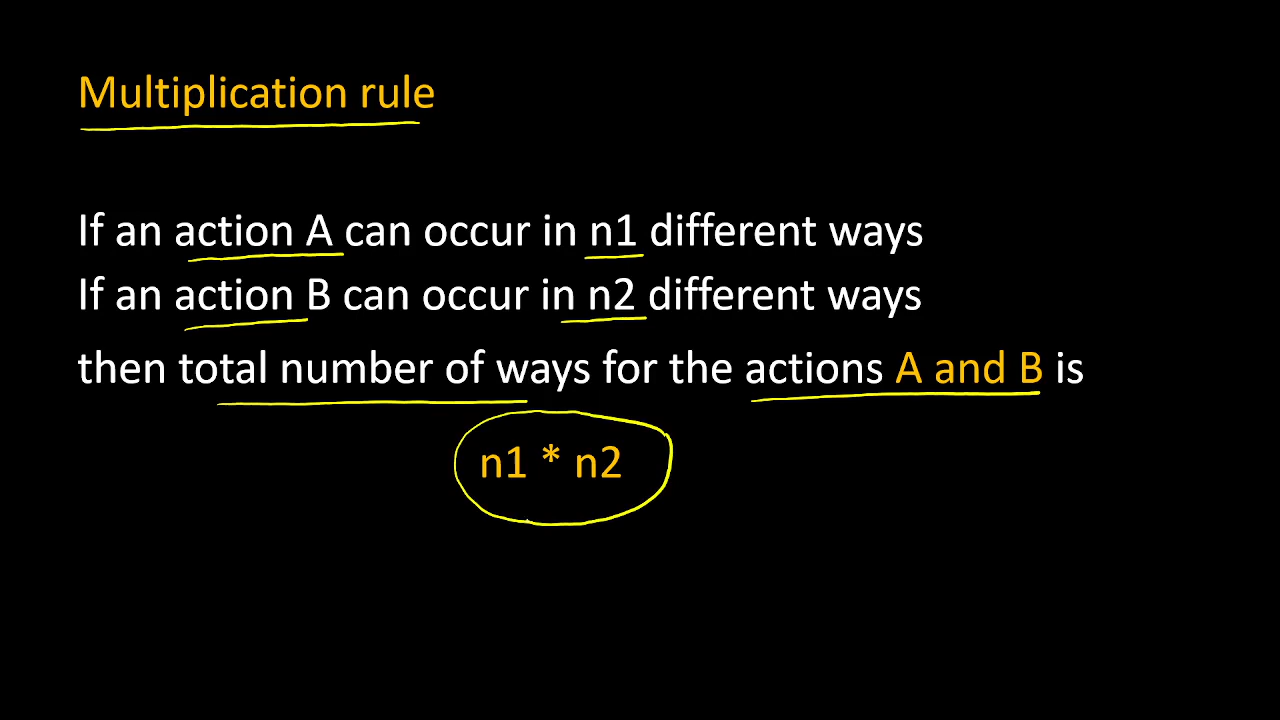 Multiplication rule
If an action A can occur in n1 different ways
If an action B can occur in n2 different ways
then total number of ways for the actions A and B is
n1 * n2